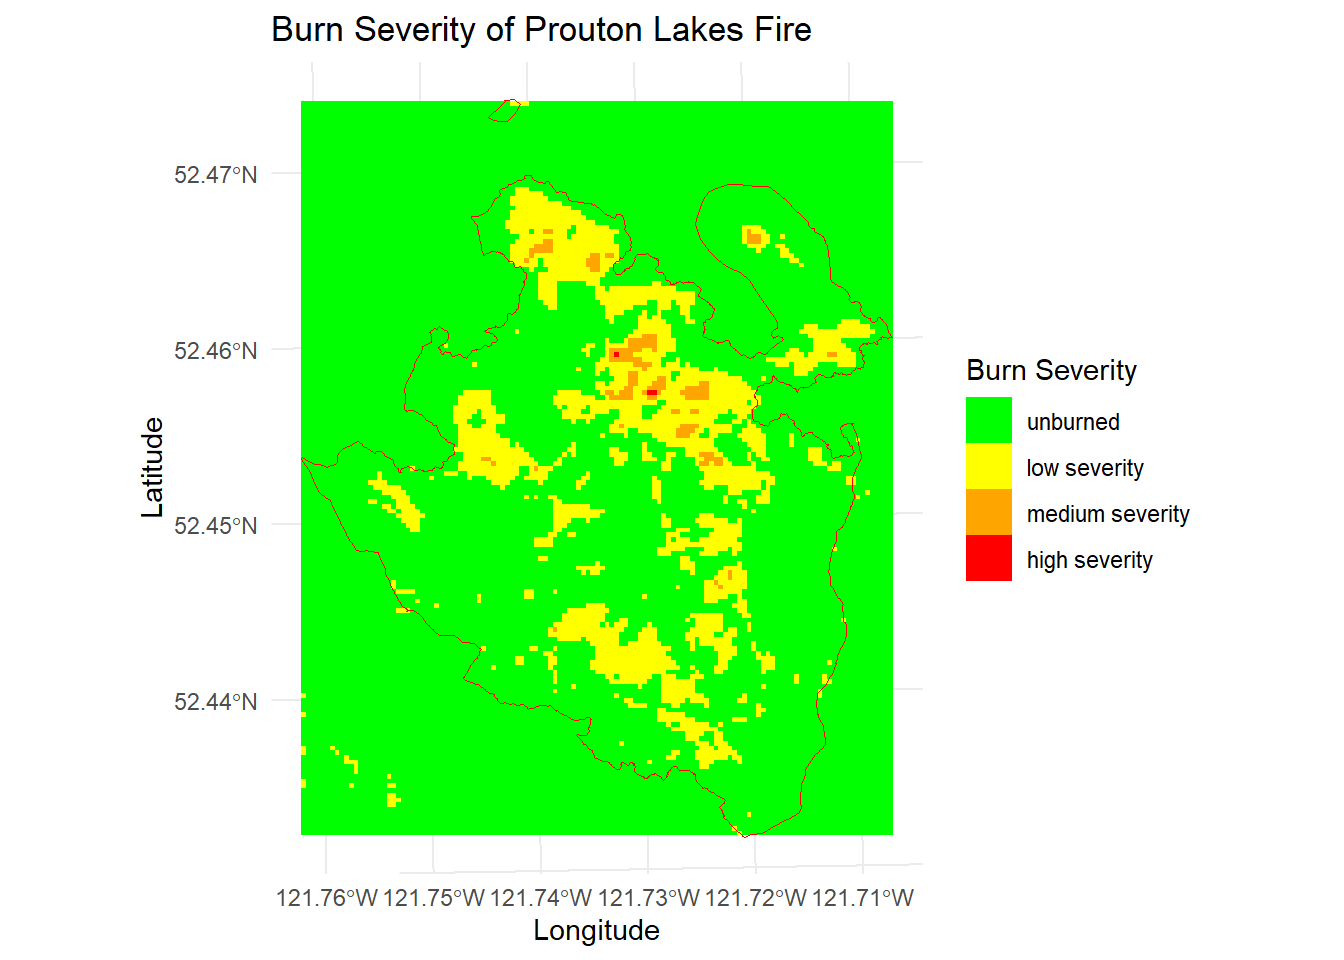 Burn Severity of Prouton Lakes Fire
52.47°N
52.46°N
52.45°N
52.44°N
Latitude
121.76°W 121.75°W 121.74°W 121.73°W 121.72°W 121.71°W
Longitude
Burn Severity
unburned
low severity
medium severity
high severity